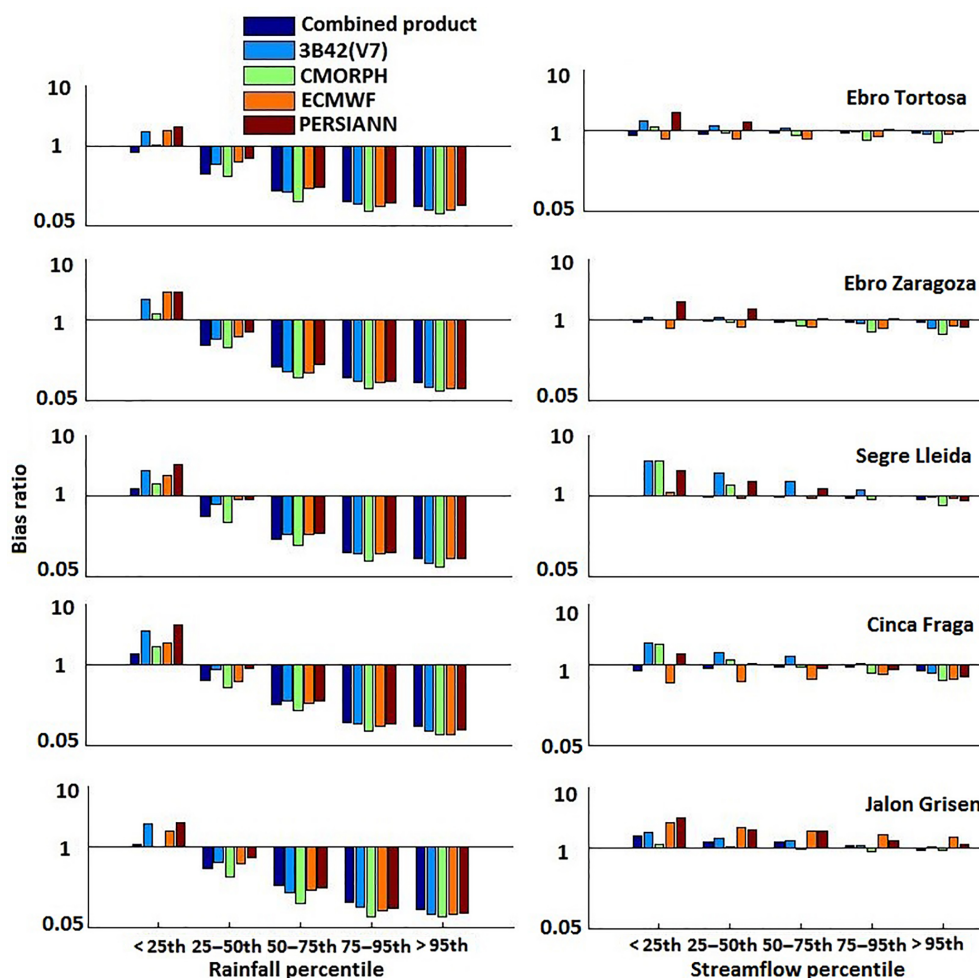 Combined product
3B42(V7)
CMORPH
ECMWF
PERSIANN
10
1
0.05
10
1
0.05
Ebro Tortosa
10
1
0.05
10
1
0.05
Ebro Zaragoza
10
1
0.05
10
1
0.05
Segre Lleida
10
1
0.05
10
1
0.05
Cinca Fraga
10
1
0.05
10
1
0.05
Jalon Grisen
Bias ratio
< 25th 25–50th 50–75th 75–95th > 95th
Rainfall percentile
< 25th 25–50th 50–75th 75–95th > 95th
Streamflow percentile